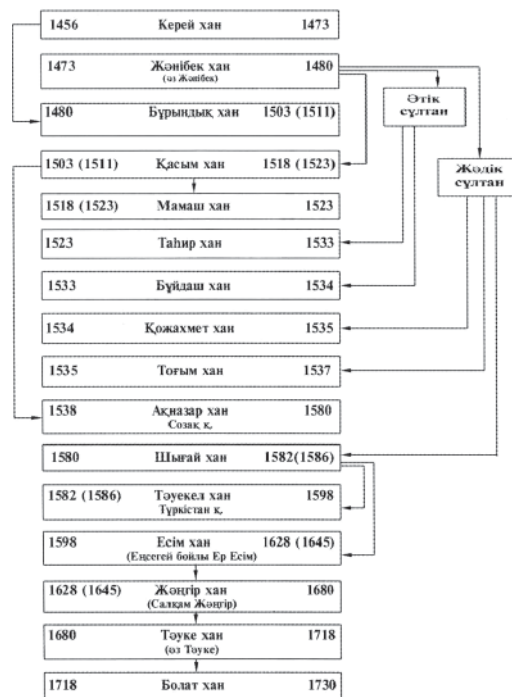 1456 Керей хан 1473
1473 Жәнібек хан 1480
(әз Жәнібек)
Әтік
сұлтан
1480 Бұрындық хан 1503 (1511)
1503 (1511) Қасым хан 1518 (1523)
Жәдік
сұлтан
1518 (1523) Мамаш хан 1523
1523 Таһир хан 1533
1533 Бұйдаш хан 1534
1534 Қожахмет хан 1535
1535 Тоғым хан 1537
1538 Ақназар хан 1580
Созақ қ.
1580 Шығай хан 1582(1586)
1582 (1586) Тәуекел хан 1598
Түркістан қ.
1598 Есім хан 1628 (1645)
(Еңсегей бойлы Ер Есім)
1628 (1645) Жәңгір хан 1680
(Салқам Жәңгір)
1680 Тәуке хан 1718
(әз Тәуке)
1718 Болат хан 1730